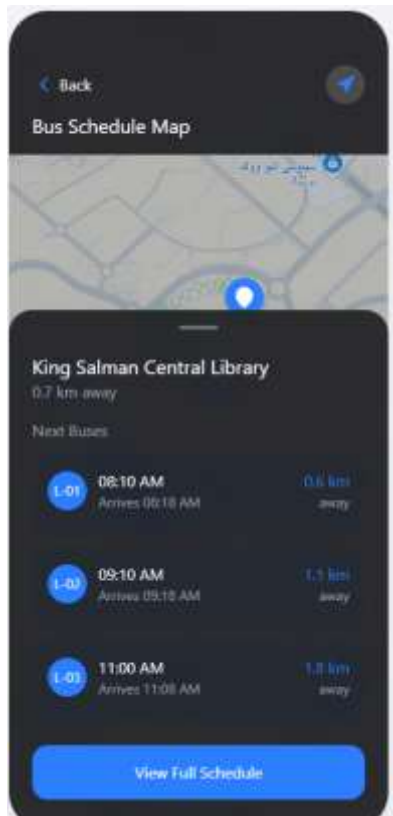 Back
Bus Schedule Map
King Salman Central Library
0.7 km away
Next Buses
L-01
08:10 AM
Arrives 08:18 AM
0.6 km
away
L-02
09:10 AM
Arrives 09:18 AM
1.1 km
away
L-03
11:00 AM
Arrives 11:08 AM
1.8 km
away
View Full Schedule